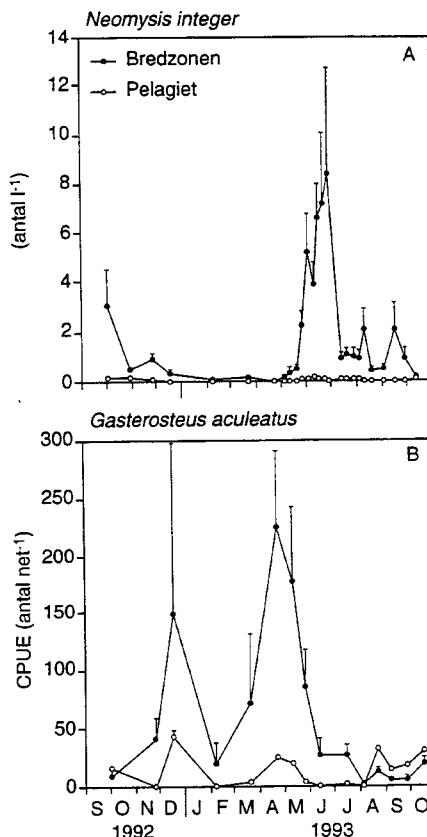 Neomysis integer
14
A
Bredzonen
12
Pelagiet
10
(antal l-1)
8
6
4
2
0
Gasterosteus aculeatus
300
B
250
200
CPUE (antal net-1)
150
100
50
0
S O N D J F M A M J J A S O
1992 1993